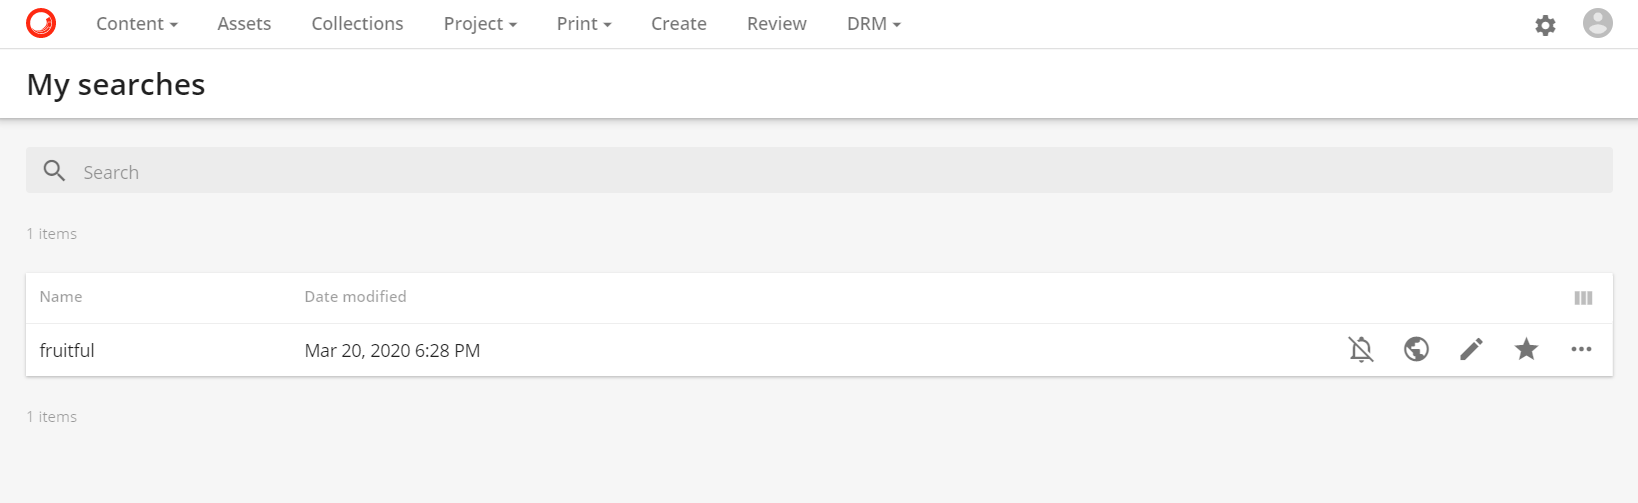 Content Assets Collections Project Print Create Review DRM
My searches
Search
1 items
Name Date modified
fruitful Mar 20, 2020 6:28 PM
1 items